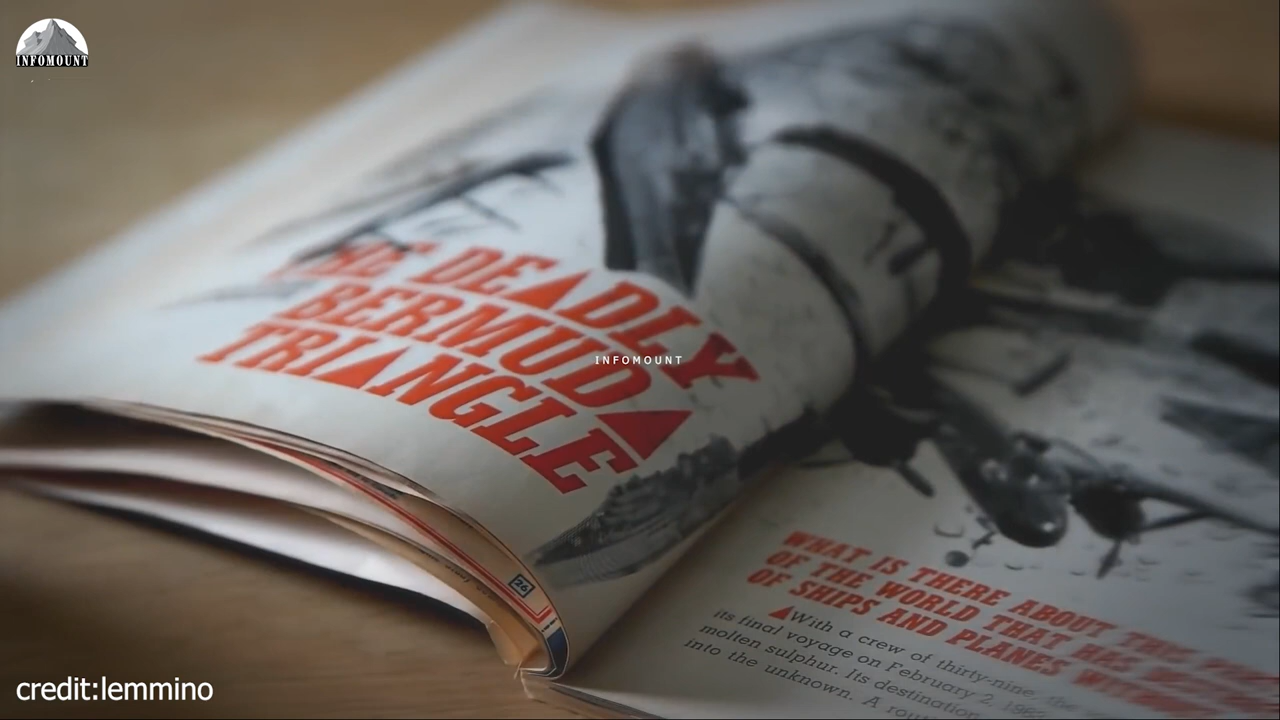 INFOMOUNT
THE DEADLY
BERMUDA
TRIANGLE
INFOMOUNT
26
WHAT IS THERE ABOUT THIS
OF THE WORLD THAT HAS
OF SHIPS AND PLANES
With a crew of thirty-nine, the
its final voyage on February 2, 1963
molten sulphur. Its destination
into the unknown. A
credit:lemmino